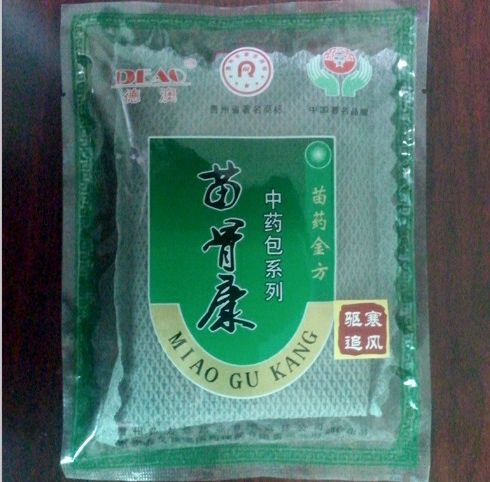 DEAO®
德澳
R
贵州省著名商标
中国著名品牌
苗药金方
中药包系列
苗骨康
MIAO GU KANG
驱寒
追风